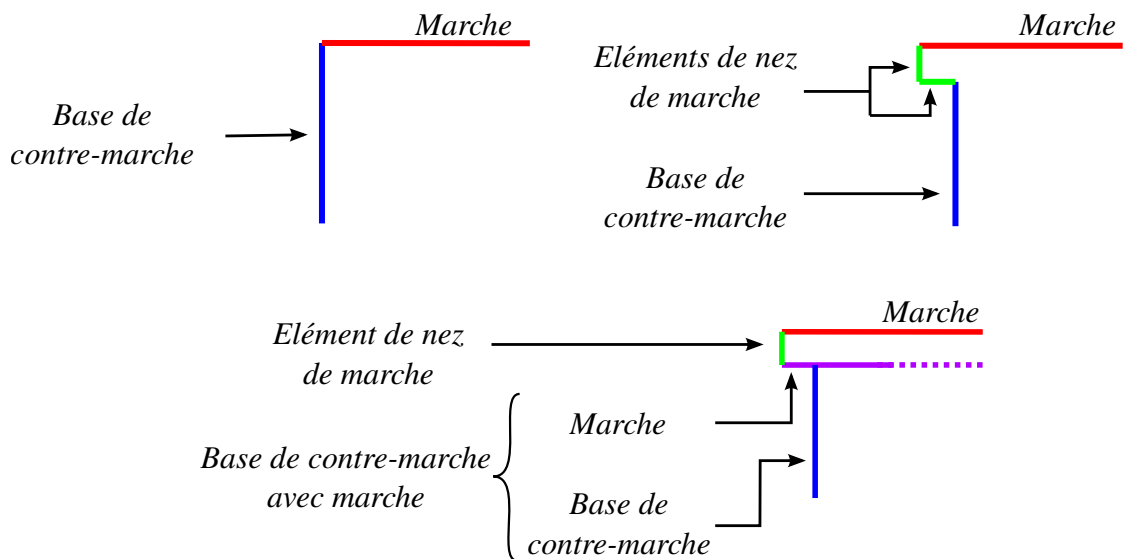 Marche
Base de
contre-marche
Marche
Eléments de nez
de marche
Base de
contre-marche
Marche
Elément de nez
de marche
Marche
Base de contre-marche
avec marche
Base de
contre-marche